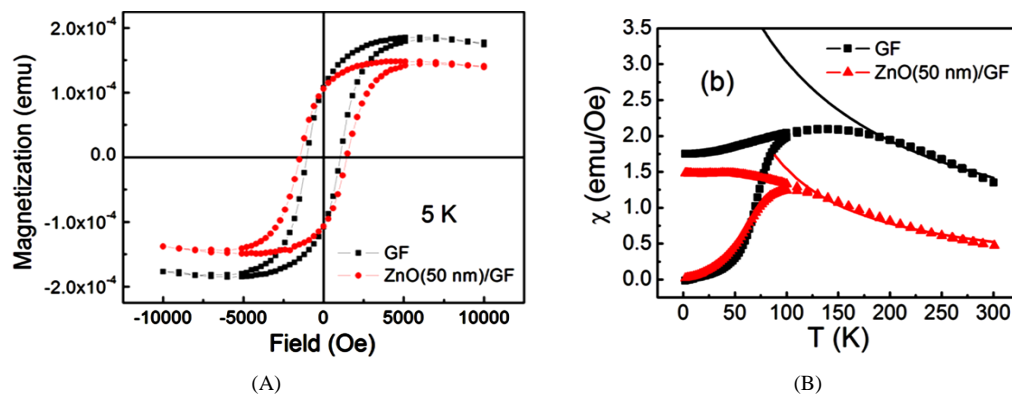 2.0x10⁻⁴
1.0x10⁻⁴
0.0
-1.0x10⁻⁴
-2.0x10⁻⁴
Magnetization (emu)
5 K
GF
ZnO(50 nm)/GF
-10000 -5000 0 5000 10000
Field (Oe)
(A)
3.5
3.0
2.5
2.0
1.5
1.0
0.5
0.0
χ (emu/Oe)
(b)
GF
ZnO(50 nm)/GF
0 50 100 150 200 250 300
T (K)
(B)